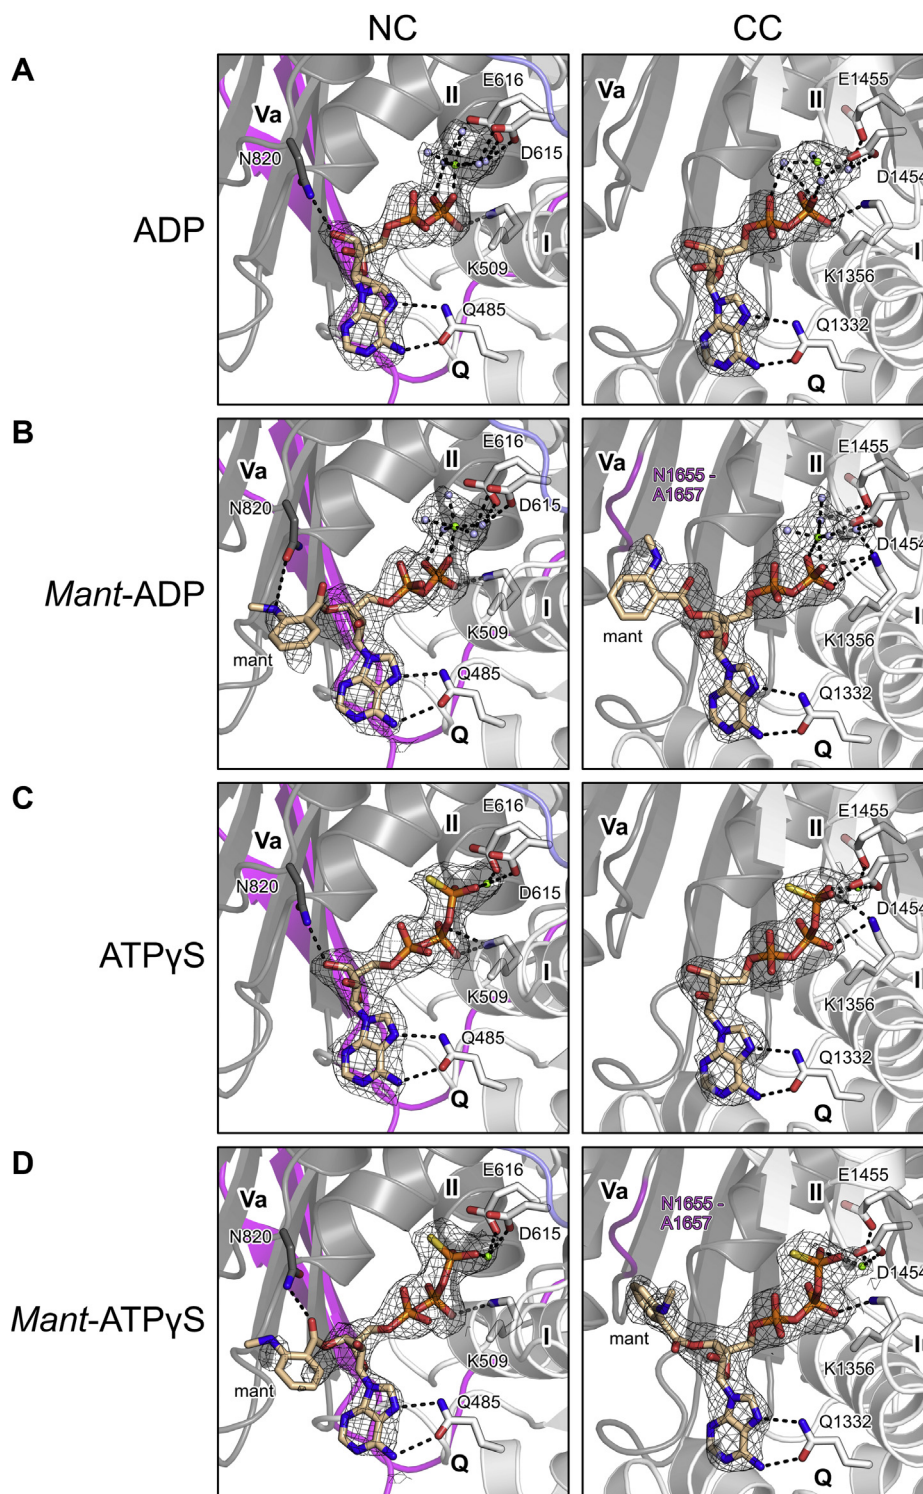 NC CC
A
ADP
Va II E616
N820 D615
K509 I
Q485
Q
Va II E1455
D1454
K1356 I
Q1332
Q
B
Mant-ADP
Va II E616
N820 D615
mant K509 I
Q485
Q
Va II E1455
N1655 -
A1657
D1454
mant K1356 I
Q1332
Q
C
ATPγS
Va II E616
N820 D615
K509 I
Q485
Q
Va II E1455
D1454
K1356 I
Q1332
Q
D
Mant-ATPγS
Va II E616
N820 D615
mant K509 I
Q485
Q
Va II E1455
N1655 -
A1657
D1454
mant K1356 I
Q1332
Q